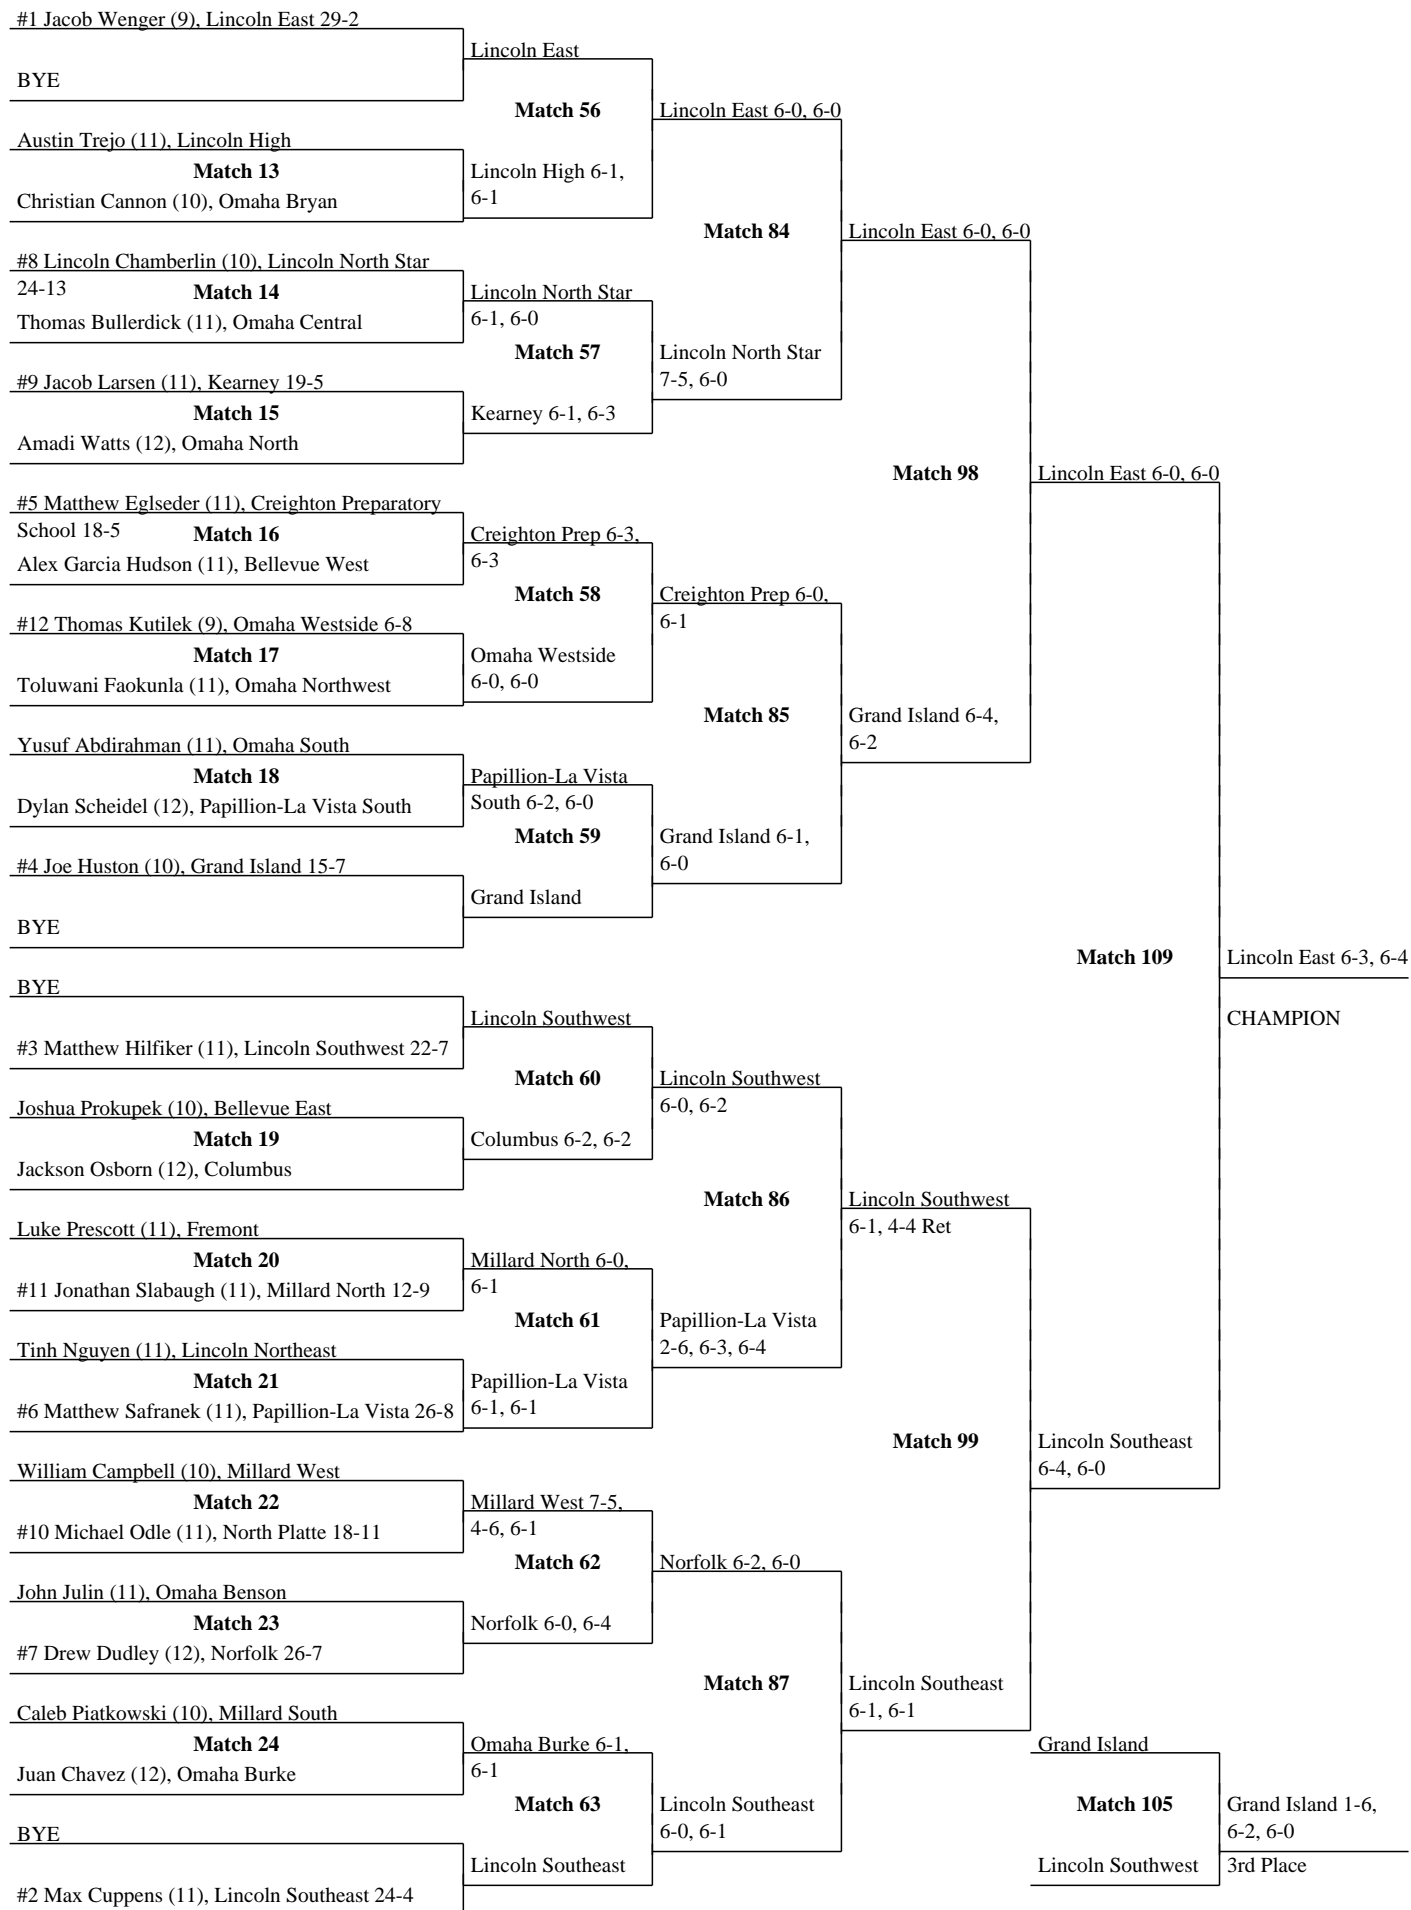 #1 Jacob Wenger (9), Lincoln East 29-2
Lincoln East
BYE
Match 56
Lincoln East 6-0, 6-0
Austin Trejo (11), Lincoln High
Match 13
Lincoln High 6-1,
6-1
Christian Cannon (10), Omaha Bryan
Match 84
Lincoln East 6-0, 6-0
#8 Lincoln Chamberlin (10), Lincoln North Star
24-13
Match 14
Lincoln North Star
6-1, 6-0
Thomas Bullerdick (11), Omaha Central
Match 57
Lincoln North Star
7-5, 6-0
#9 Jacob Larsen (11), Kearney 19-5
Match 15
Kearney 6-1, 6-3
Amadi Watts (12), Omaha North
Match 98
Lincoln East 6-0, 6-0
#5 Matthew Eglseder (11), Creighton Preparatory
School 18-5
Match 16
Creighton Prep 6-3,
6-3
Alex Garcia Hudson (11), Bellevue West
Match 58
Creighton Prep 6-0,
6-1
#12 Thomas Kutilek (9), Omaha Westside 6-8
Match 17
Omaha Westside
6-0, 6-0
Toluwani Faokunla (11), Omaha Northwest
Match 85
Grand Island 6-4,
6-2
Yusuf Abdirahman (11), Omaha South
Match 18
Papillion-La Vista
South 6-2, 6-0
Dylan Scheidel (12), Papillion-La Vista South
Match 59
Grand Island 6-1,
6-0
#4 Joe Huston (10), Grand Island 15-7
Grand Island
BYE
Match 109
Lincoln East 6-3, 6-4
CHAMPION
BYE
Lincoln Southwest
#3 Matthew Hilfiker (11), Lincoln Southwest 22-7
Match 60
Lincoln Southwest
6-0, 6-2
Joshua Prokupek (10), Bellevue East
Match 19
Columbus 6-2, 6-2
Jackson Osborn (12), Columbus
Match 86
Lincoln Southwest
6-1, 4-4 Ret
Luke Prescott (11), Fremont
Match 20
Millard North 6-0,
6-1
#11 Jonathan Slabaugh (11), Millard North 12-9
Match 61
Papillion-La Vista
2-6, 6-3, 6-4
Tinh Nguyen (11), Lincoln Northeast
Match 21
Papillion-La Vista
6-1, 6-1
#6 Matthew Safranek (11), Papillion-La Vista 26-8
Match 99
Lincoln Southeast
6-4, 6-0
William Campbell (10), Millard West
Match 22
Millard West 7-5,
4-6, 6-1
#10 Michael Odle (11), North Platte 18-11
Match 62
Norfolk 6-2, 6-0
John Julin (11), Omaha Benson
Match 23
Norfolk 6-0, 6-4
#7 Drew Dudley (12), Norfolk 26-7
Match 87
Lincoln Southeast
6-1, 6-1
Caleb Piatkowski (10), Millard South
Match 24
Omaha Burke 6-1,
6-1
Juan Chavez (12), Omaha Burke
Match 63
Lincoln Southeast
6-0, 6-1
BYE
Lincoln Southeast
#2 Max Cuppens (11), Lincoln Southeast 24-4
Grand Island
Match 105
Grand Island 1-6,
6-2, 6-0
Lincoln Southwest
3rd Place